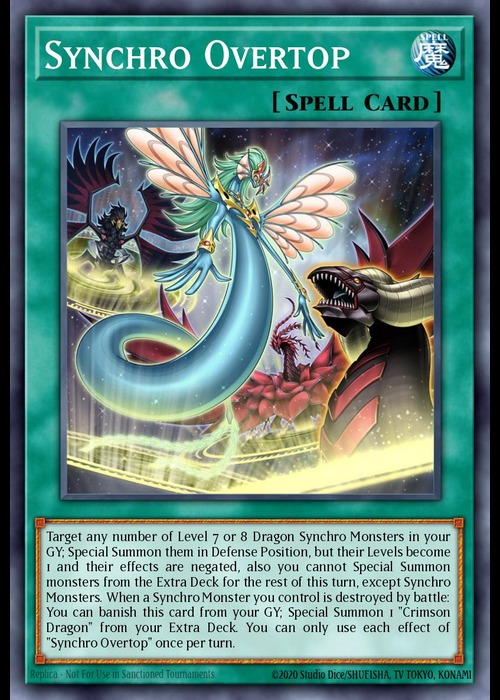 Synchro Overtop
SPELL
魔
[ Spell Card ]
Target any number of Level 7 or 8 Dragon Synchro Monsters in your
GY; Special Summon them in Defense Position, but their Levels become
1 and their effects are negated, also you cannot Special Summon
monsters from the Extra Deck for the rest of this turn, except Synchro
Monsters. When a Synchro Monster you control is destroyed by battle:
You can banish this card from your GY; Special Summon 1 "Crimson
Dragon" from your Extra Deck. You can only use each effect of
"Synchro Overtop" once per turn.
Replica - Not For Use in Sanctioned Tournaments
©2020 Studio Dice/SHUEISHA, TV TOKYO, KONAMI